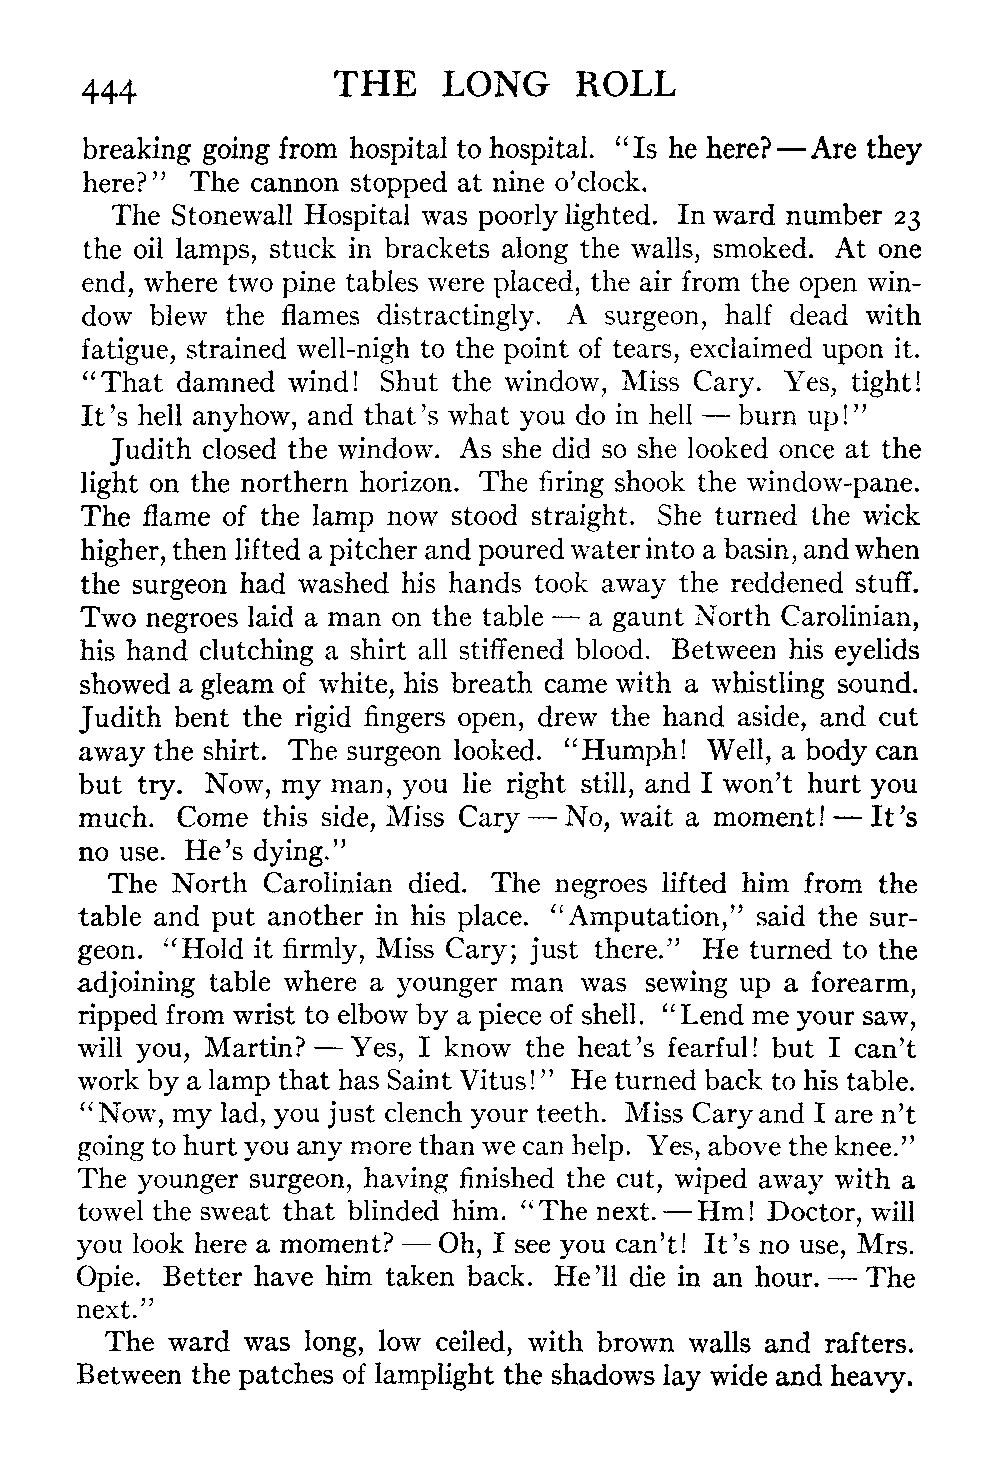 444 THE LONG ROLL
breaking going from hospital to hospital. "Is he here? — Are they
here?" The cannon stopped at nine o'clock.
The Stonewall Hospital was poorly lighted. In ward number 23
the oil lamps, stuck in brackets along the walls, smoked. At one
end, where two pine tables were placed, the air from the open win-
dow blew the flames distractingly. A surgeon, half dead with
fatigue, strained well-nigh to the point of tears, exclaimed upon it.
"That damned wind! Shut the window, Miss Cary. Yes, tight!
It's hell anyhow, and that's what you do in hell — burn up!"
Judith closed the window. As she did so she looked once at the
light on the northern horizon. The firing shook the window-pane.
The flame of the lamp now stood straight. She turned the wick
higher, then lifted a pitcher and poured water into a basin, and when
the surgeon had washed his hands took away the reddened stuff.
Two negroes laid a man on the table — a gaunt North Carolinian,
his hand clutching a shirt all stiffened blood. Between his eyelids
showed a gleam of white, his breath came with a whistling sound.
Judith bent the rigid fingers open, drew the hand aside, and cut
away the shirt. The surgeon looked. "Humph! Well, a body can
but try. Now, my man, you lie right still, and I won't hurt you
much. Come this side, Miss Cary — No, wait a moment! — It's
no use. He's dying."
The North Carolinian died. The negroes lifted him from the
table and put another in his place. "Amputation," said the sur-
geon. "Hold it firmly, Miss Cary; just there." He turned to the
adjoining table where a younger man was sewing up a forearm,
ripped from wrist to elbow by a piece of shell. "Lend me your saw,
will you, Martin? — Yes, I know the heat's fearful! but I can't
work by a lamp that has Saint Vitus!" He turned back to his table.
"Now, my lad, you just clench your teeth. Miss Cary and I are n't
going to hurt you any more than we can help. Yes, above the knee."
The younger surgeon, having finished the cut, wiped away with a
towel the sweat that blinded him. "The next. — Hm! Doctor, will
you look here a moment? — Oh, I see you can't! It's no use, Mrs.
Opie. Better have him taken back. He'll die in an hour. — The
next."
The ward was long, low ceiled, with brown walls and rafters.
Between the patches of lamplight the shadows lay wide and heavy.